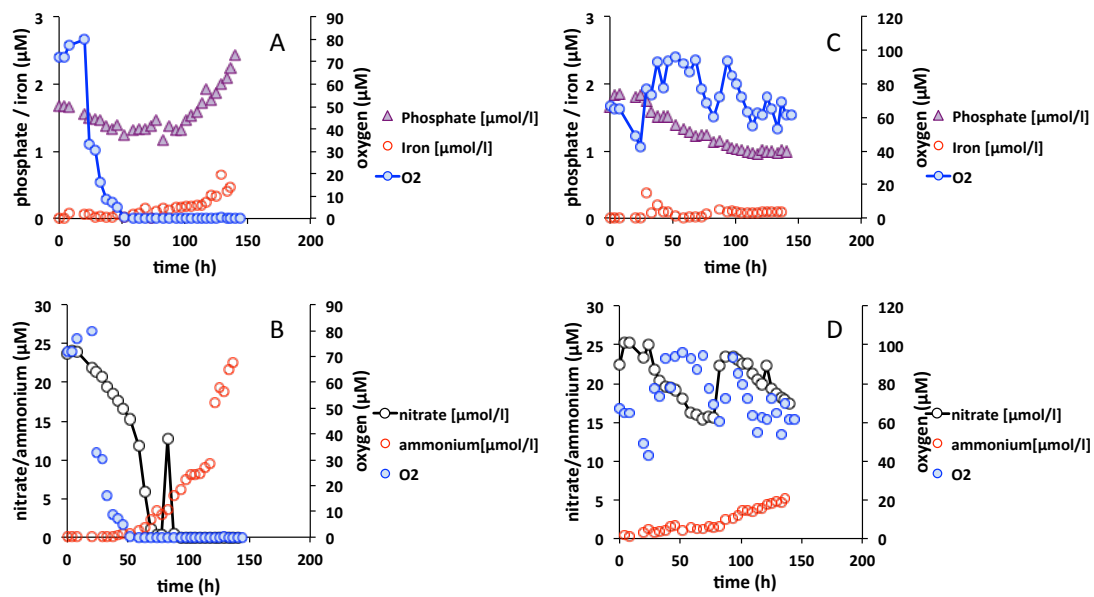 A
phosphate / iron (µM)
3
2
1
0
90
80
70
60
50
40
30
20
10
0
oxygen (µM)
0 50 100 150 200
time (h)
Phosphate [µmol/l]
Iron [µmol/l]
O2
C
phosphate / iron (µM)
3
2
1
0
120
100
80
60
40
20
0
oxygen (µM)
0 50 100 150 200
time (h)
Phosphate [µmol/l]
Iron [µmol/l]
O2
B
nitrate/ammonium (µM)
30
25
20
15
10
5
0
90
80
70
60
50
40
30
20
10
0
oxygen (µM)
0 50 100 150 200
time (h)
nitrate [µmol/l]
ammonium[µmol/l]
O2
D
nitrate/ammonium (µM)
30
25
20
15
10
5
0
120
100
80
60
40
20
0
oxygen (µM)
0 50 100 150 200
time (h)
nitrate [µmol/l]
ammonium[µmol/l]
O2